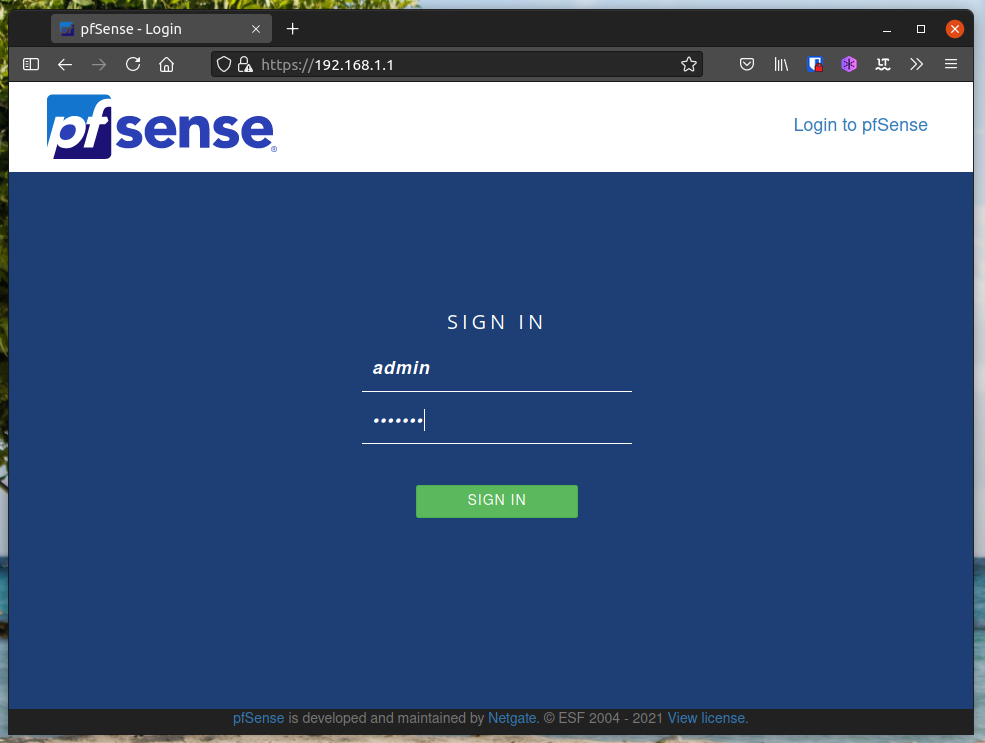 pfSense - Login
https://192.168.1.1
pfsense®
Login to pfSense
SIGN IN
admin
•••••••
SIGN IN
pfSense is developed and maintained by Netgate. © ESF 2004 - 2021 View license.